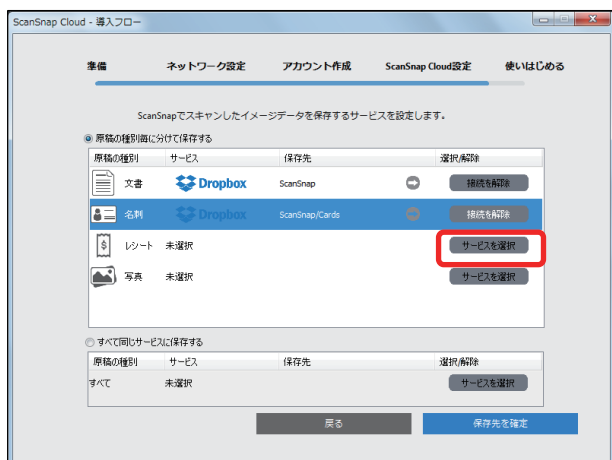 ScanSnap Cloud - 導入フロー
準備 ネットワーク設定 アカウント作成 ScanSnap Cloud設定 使いはじめる
ScanSnapでスキャンしたイメージデータを保存するサービスを設定します。
原稿の種別毎に分けて保存する
原稿の種別 サービス 保存先 選択/解除
文書 Dropbox ScanSnap 接続を解除
名刺 Dropbox ScanSnap/Cards 接続を解除
レシート 未選択 サービスを選択
写真 未選択 サービスを選択
すべて同じサービスに保存する
原稿の種別 サービス 保存先 選択/解除
すべて 未選択 サービスを選択
戻る 保存先を確定